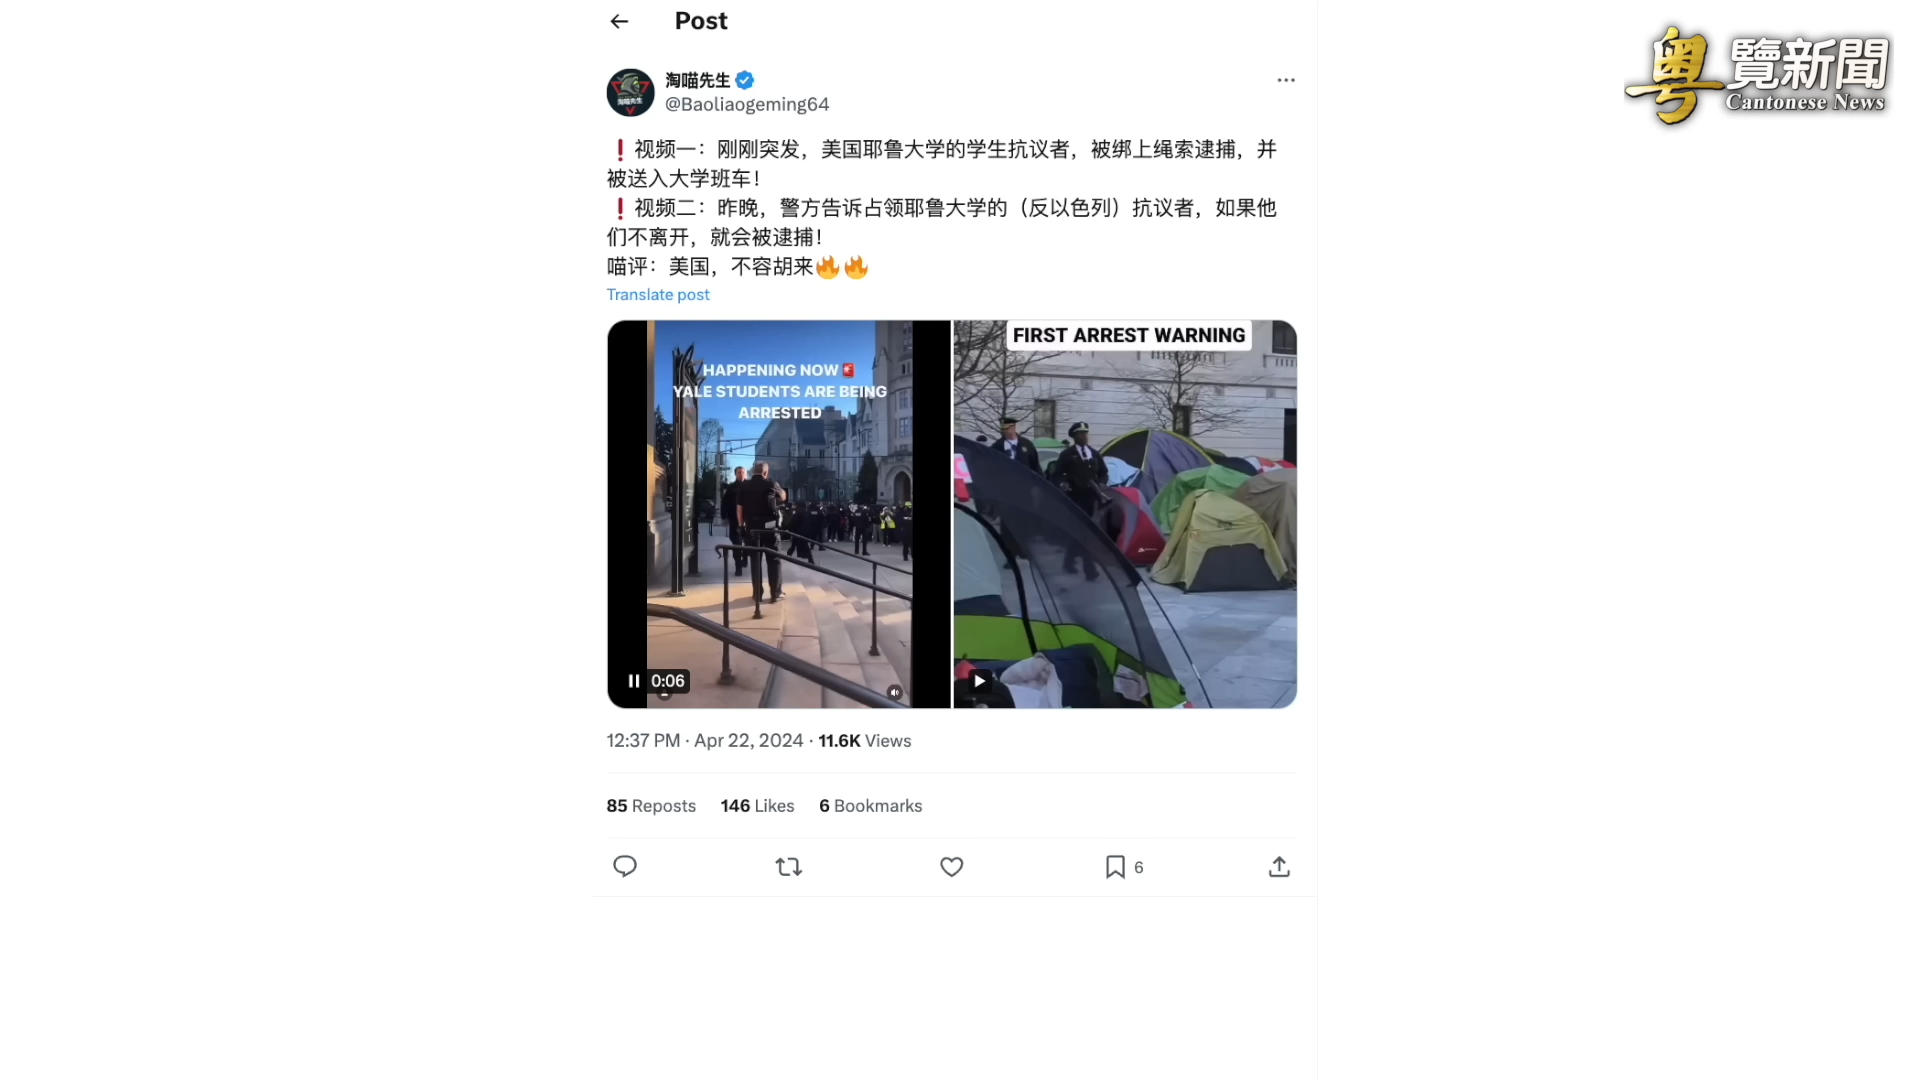 Post
粤覽新聞
Cantonese News
淘喵先生
@Baoliaogeming64
❗视频一：刚刚突发，美国耶鲁大学的学生抗议者，被绑上绳索逮捕，并
被送入大学班车！
❗视频二：昨晚，警方告诉占领耶鲁大学的（反以色列）抗议者，如果他
们不离开，就会被逮捕！
喵评：美国，不容胡来🔥🔥
Translate post
HAPPENING NOW🚨
YALE STUDENTS ARE BEING
ARRESTED
0:06
FIRST ARREST WARNING
12:37 PM · Apr 22, 2024 · 11.6K Views
85 Reposts 146 Likes 6 Bookmarks
6